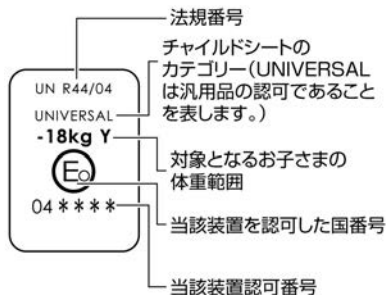 法規番号
チャイルドシートの
カテゴリー(UNIVERSAL
は汎用品の認可であること
を表します。)
対象となるお子さまの
体重範囲
当該装置を認可した国番号
当該装置認可番号
UN R44/04
UNIVERSAL
-18kg Y
E○
04 ****